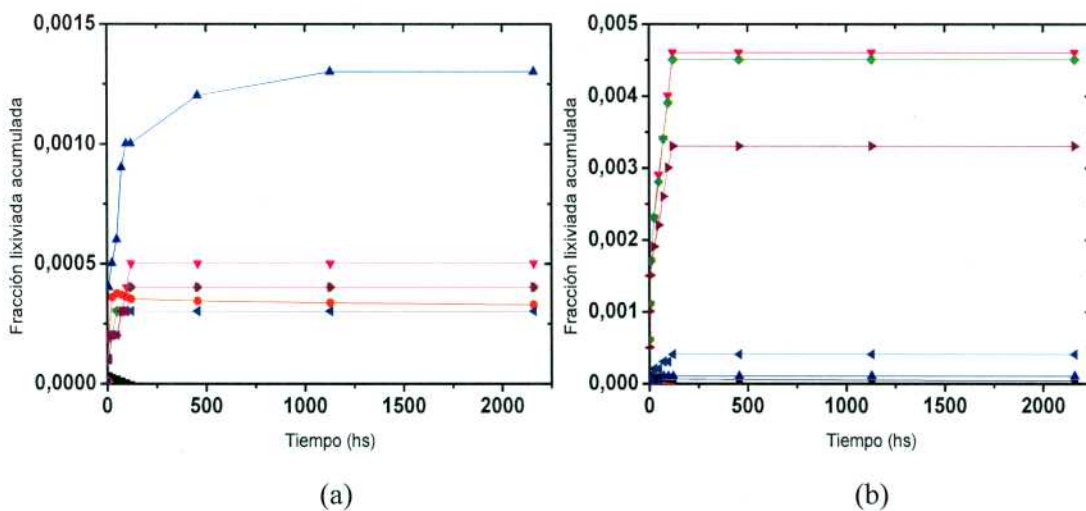 0,0015
0,0010
0,0005
0,0000
Fracción lixiviada acumulada
0 500 1000 1500 2000
Tiempo (hs)
(a)
0,005
0,004
0,003
0,002
0,001
0,000
Fracción lixiviada acumulada
0 500 1000 1500 2000
Tiempo (hs)
(b)